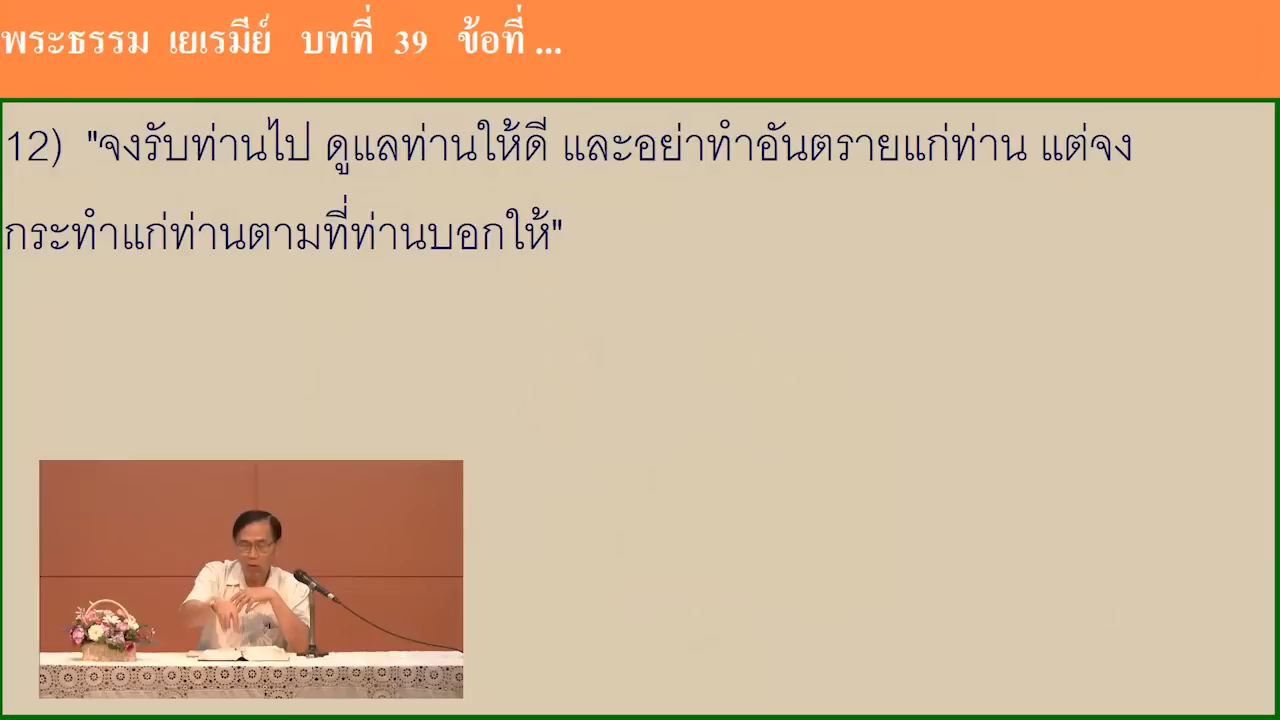 พระธรรม เยเรมีย์ บทที่ 39 ข้อที่ ...
12) "จงรับท่านไป ดูแลท่านให้ดี และอย่าทำอันตรายแก่ท่าน แต่จง
กระทำแก่ท่านตามที่ท่านบอกให้"